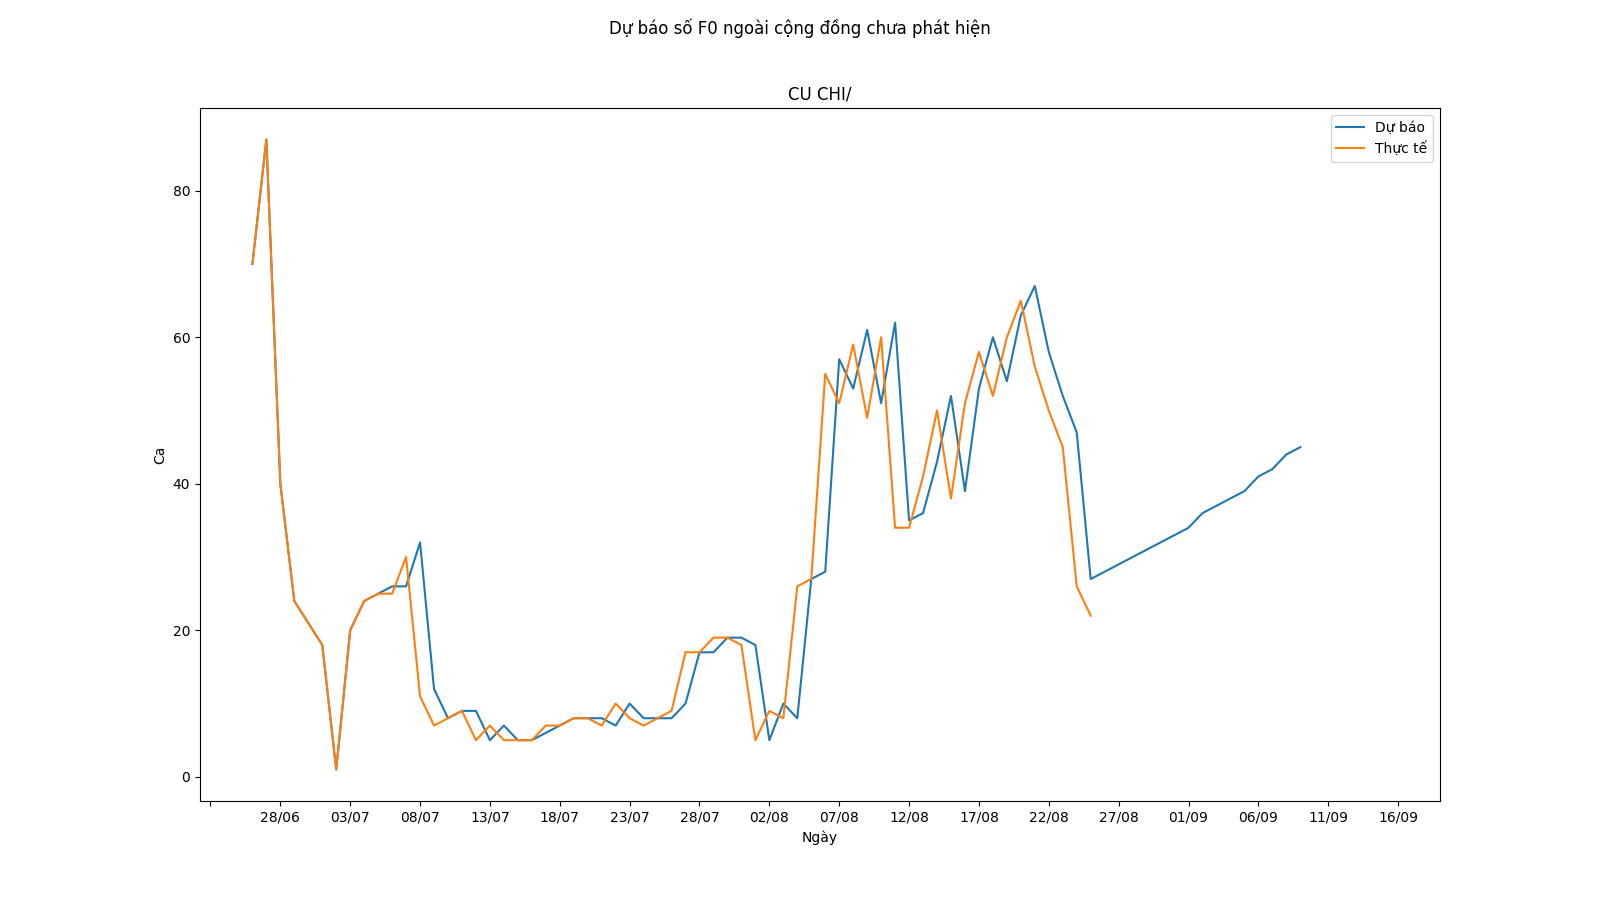 Dự báo số F0 ngoài cộng đồng chưa phát hiện
CU CHI/
Dự báo
Thực tế
80
60
40
20
0
Ca
28/06 03/07 08/07 13/07 18/07 23/07 28/07 02/08 07/08 12/08 17/08 22/08 27/08 01/09 06/09 11/09 16/09
Ngày